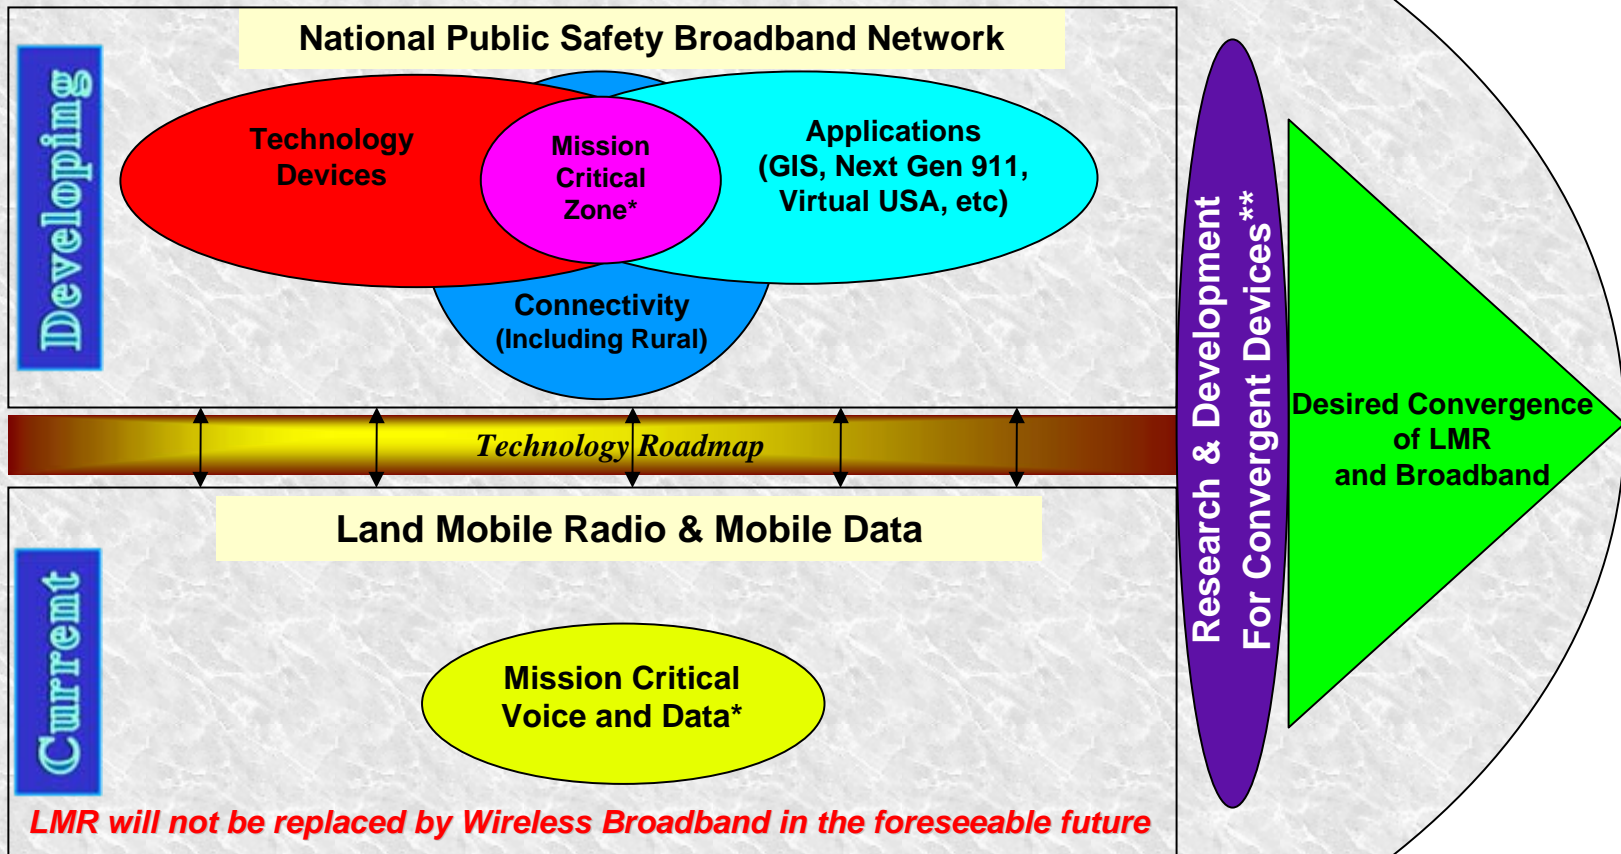 National Public Safety Broadband Network
Developing
Technology
Devices
Mission
Critical
Zone*
Applications
(GIS, Next Gen 911,
Virtual USA, etc)
Connectivity
(Including Rural)
Technology Roadmap
Land Mobile Radio & Mobile Data
Current
Mission Critical
Voice and Data*
LMR will not be replaced by Wireless Broadband in the foreseeable future
Research & Development
For Convergent Devices**
Desired Convergence
of LMR
and Broadband